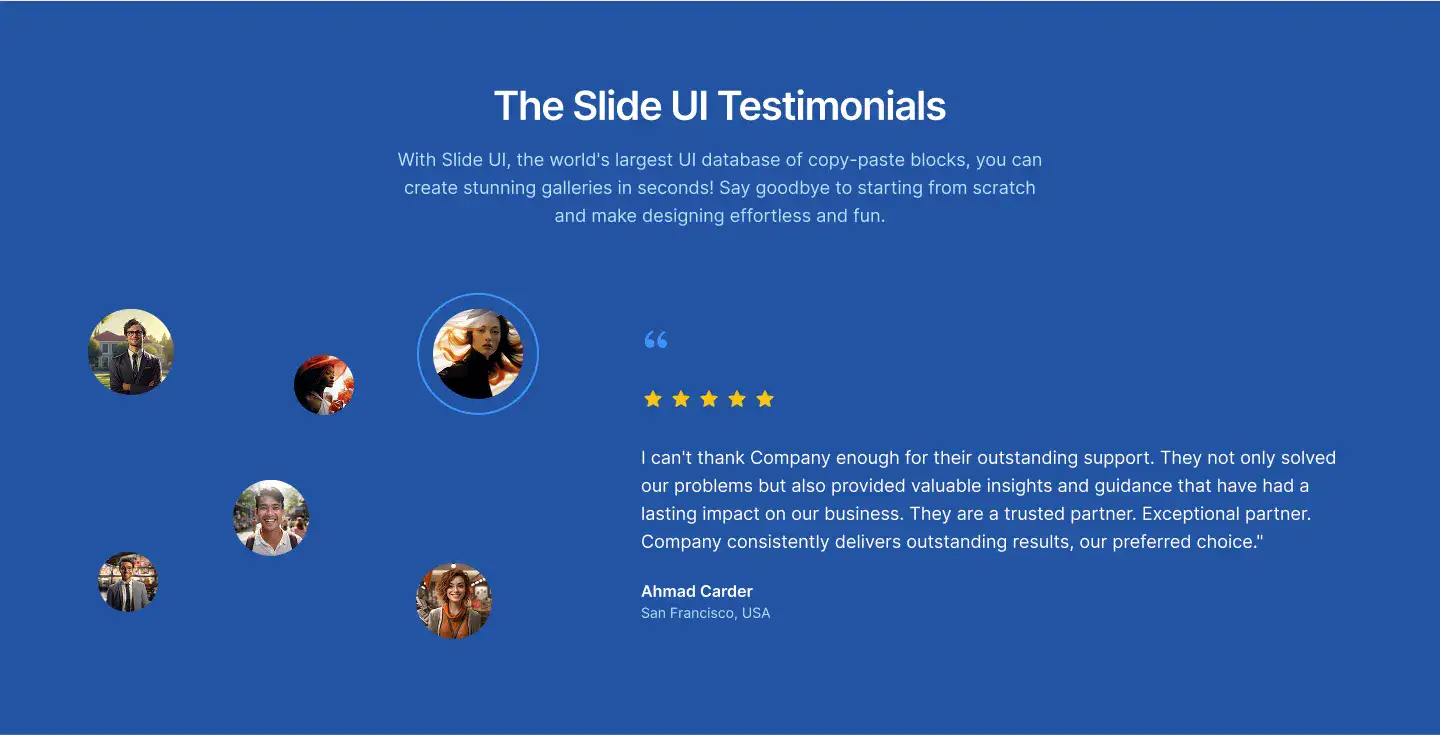 The Slide UI Testimonials
With Slide UI, the world's largest UI database of copy-paste blocks, you can
create stunning galleries in seconds! Say goodbye to starting from scratch
and make designing effortless and fun.
“
I can't thank Company enough for their outstanding support. They not only solved
our problems but also provided valuable insights and guidance that have had a
lasting impact on our business. They are a trusted partner. Exceptional partner.
Company consistently delivers outstanding results, our preferred choice."
Ahmad Carder
San Francisco, USA